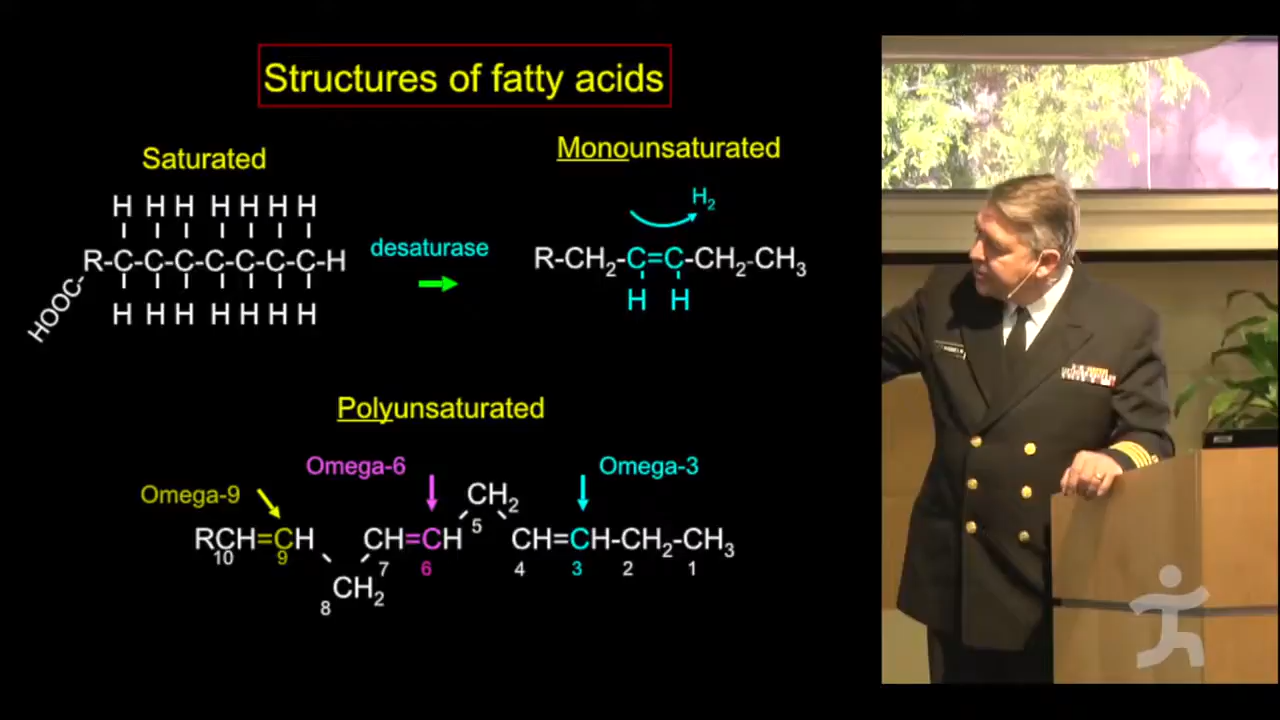 Structures of fatty acids
Saturated
H H H H H H H
R-C-C-C-C-C-C-C-H
HOOC-
H H H H H H H
desaturase
Monounsaturated
H₂
R-CH₂-C=C-CH₂-CH₃
H H
Polyunsaturated
Omega-9
Omega-6
Omega-3
RCH=CH
CH₂
CH=CH
CH₂
CH=CH-CH₂-CH₃
10 9 8 7 6 5 4 3 2 1